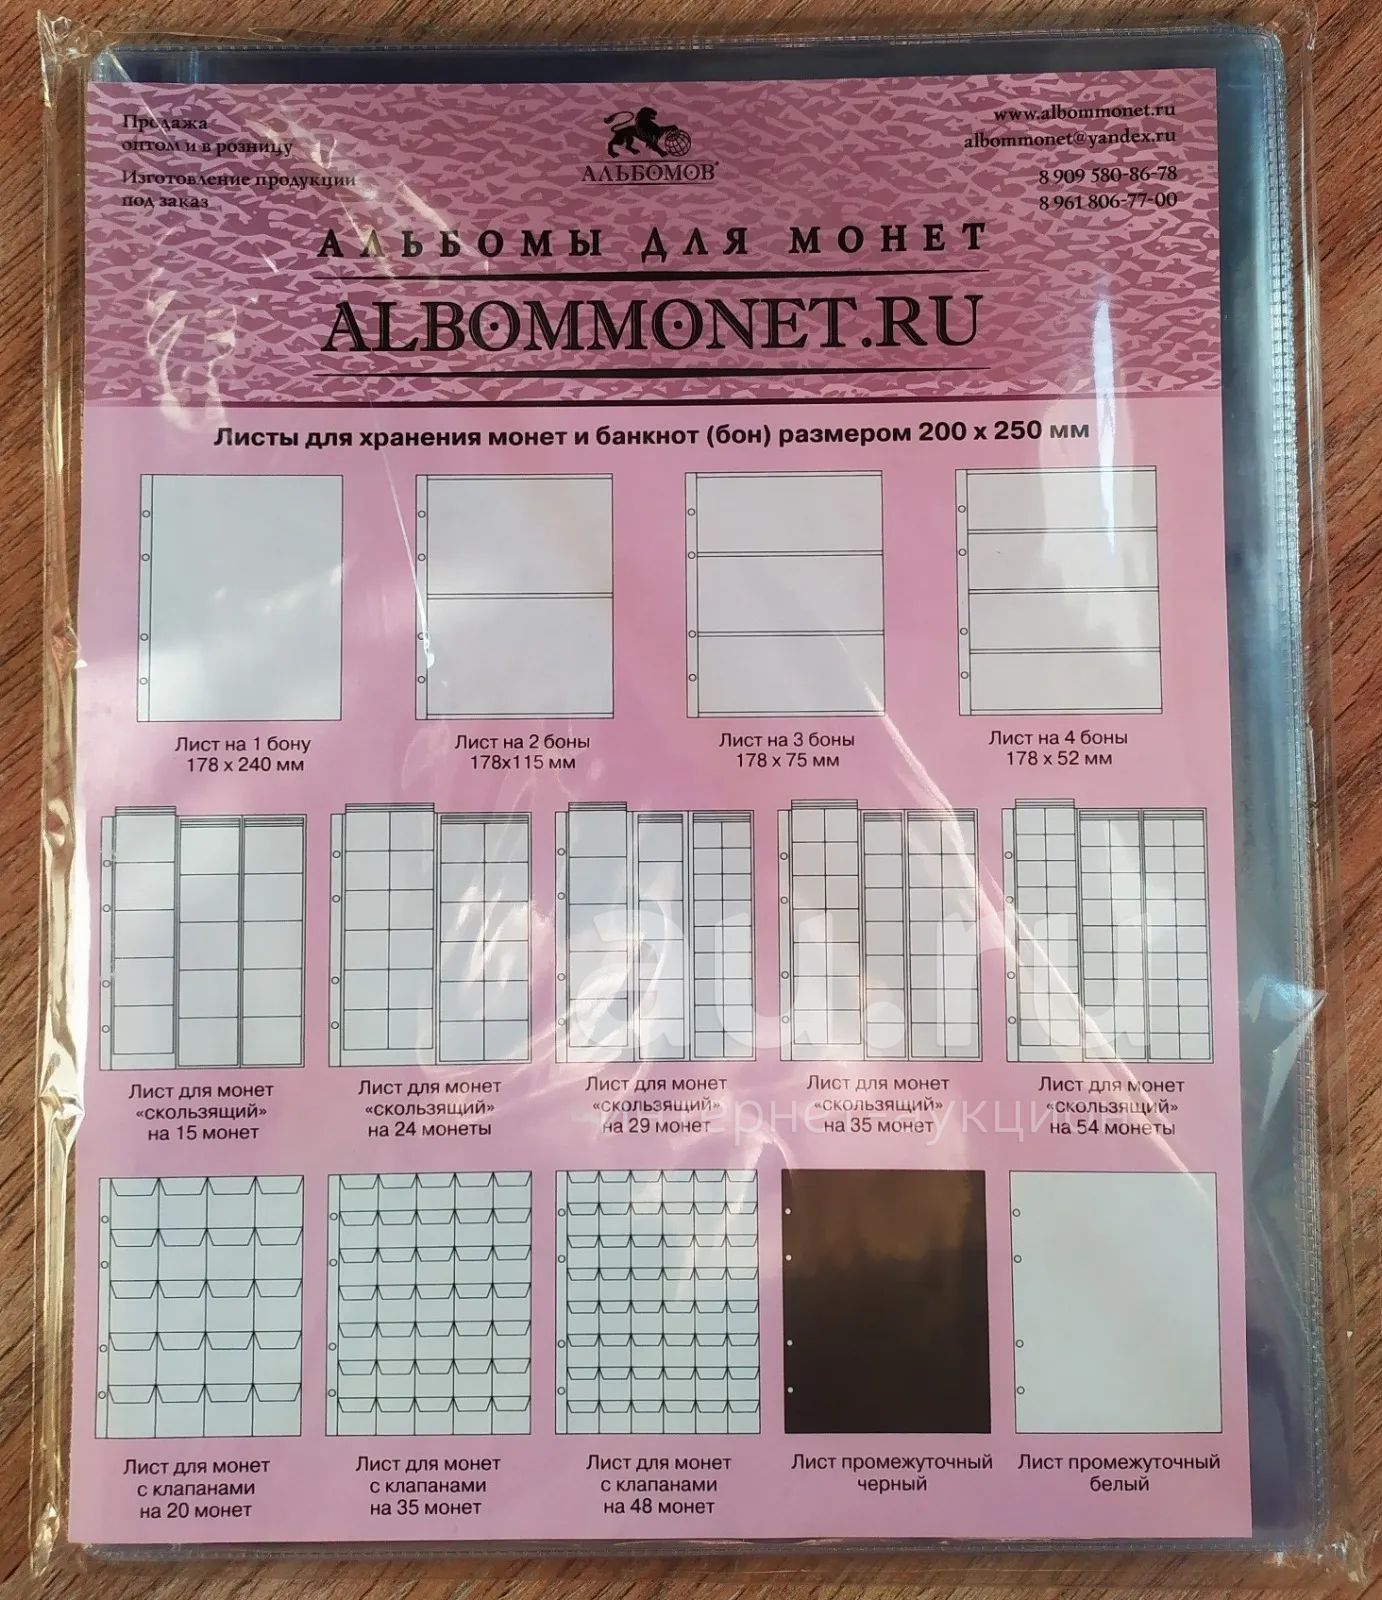 Продажа
оптом и в розницу
Изготовление продукции
под заказ
АЛЬБОМОВ
www.albommonet.ru
albommonet@yandex.ru
8 909 580-86-78
8 961 806-77-00
АЛЬБОМЫ ДЛЯ МОНЕТ
ALBOMMONET.RU
Листы для хранения монет и банкнот (бон) размером 200 х 250 мм
Лист на 1 бону
178 х 240 мм
Лист на 2 боны
178х115 мм
Лист на 3 боны
178 х 75 мм
Лист на 4 боны
178 х 52 мм
Лист для монет
«скользящий»
на 15 монет
Лист для монет
«скользящий»
на 24 монеты
Лист для монет
«скользящий»
на 29 монет
Лист для монет
«скользящий»
на 35 монет
Лист для монет
«скользящий»
на 54 монеты
au.ru
интернет аукцион
Лист для монет
с клапанами
на 20 монет
Лист для монет
с клапанами
на 35 монет
Лист для монет
с клапанами
на 48 монет
Лист промежуточный
черный
Лист промежуточный
белый